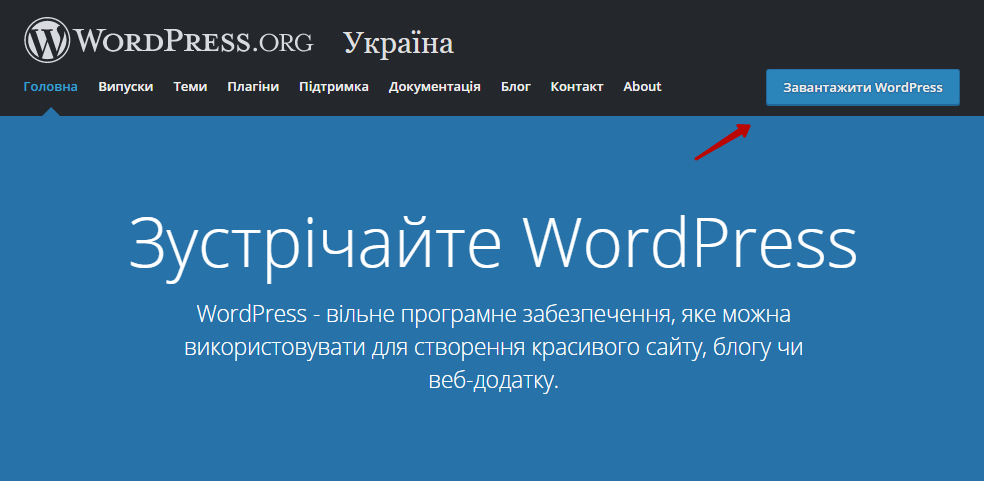 WORDPRESS.ORG Україна
Головна Випуски Теми Плагіни Підтримка Документація Блог Контакт About
Завантажити WordPress
Зустрічайте WordPress
WordPress - вільне програмне забезпечення, яке можна
використовувати для створення красивого сайту, блогу чи
веб-додатку.